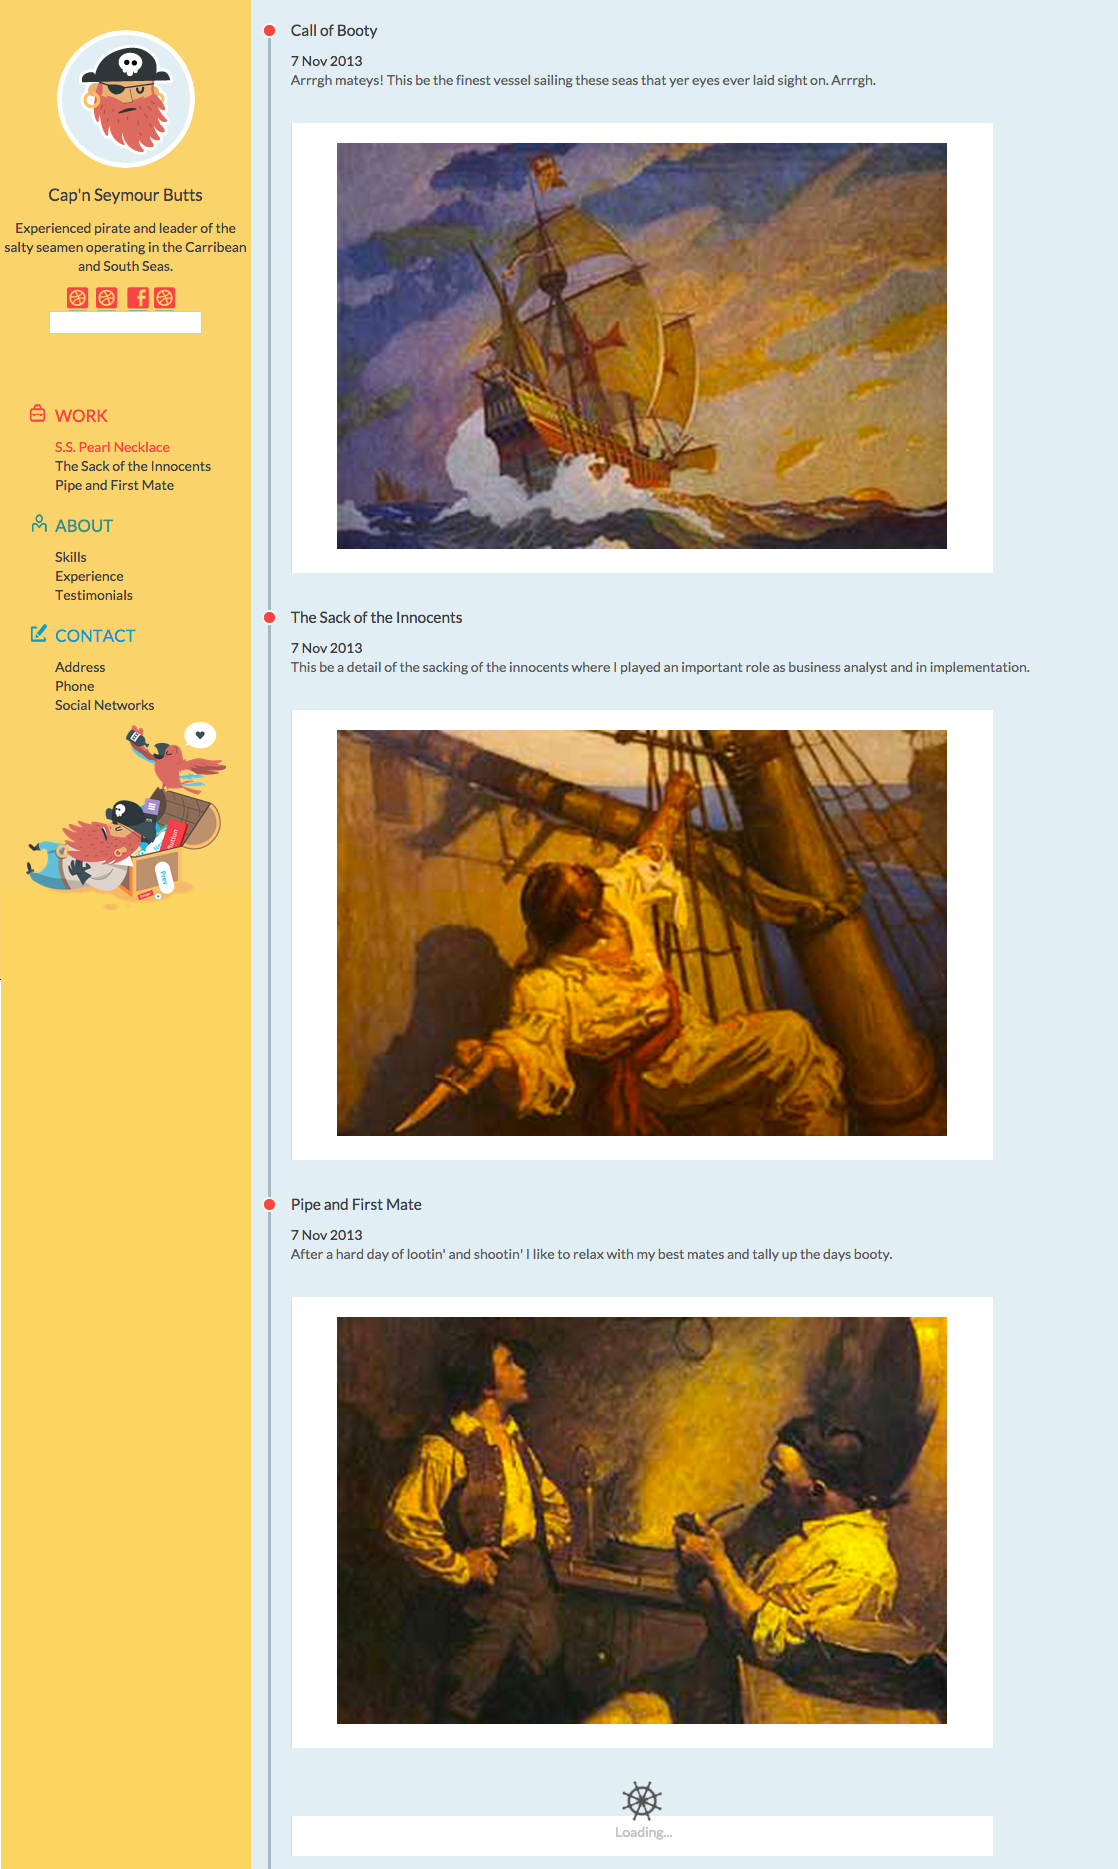 Cap'n Seymour Butts
Experienced pirate and leader of the
salty seamen operating in the Carribean
and South Seas.
WORK
S.S. Pearl Necklace
The Sack of the Innocents
Pipe and First Mate
ABOUT
Skills
Experience
Testimonials
CONTACT
Address
Phone
Social Networks
Button
Prev
Call of Booty
7 Nov 2013
Arrrgh mateys! This be the finest vessel sailing these seas that yer eyes ever laid sight on. Arrrgh.
The Sack of the Innocents
7 Nov 2013
This be a detail of the sacking of the innocents where I played an important role as business analyst and in implementation.
Pipe and First Mate
7 Nov 2013
After a hard day of lootin' and shootin' I like to relax with my best mates and tally up the days booty.
Loading...